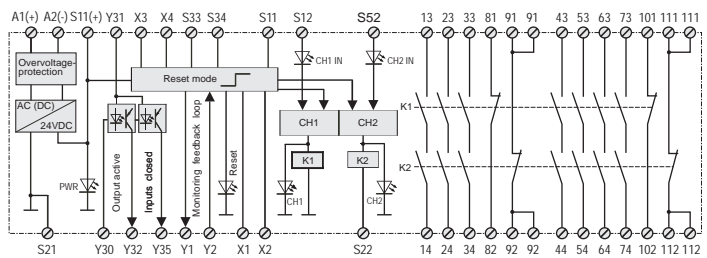 A1(+) A2(-) S11(+) Y31 X3 X4 S33 S34 S11 S12 S52 13 23 33 81 91 91 43 53 63 73 101 111 111
Overvoltage-
protection
AC (DC)
24VDC
PWR
Reset mode
Output active
Inputs closed
Monitoring feedback loop
Reset
CH1 IN
CH2 IN
CH1
CH2
K1
K2
CH1
CH2
K1
K2
S21 Y30 Y32 Y35 Y1 Y2 X1 X2 S22 14 24 34 82 92 92 44 54 64 74 102 112 112